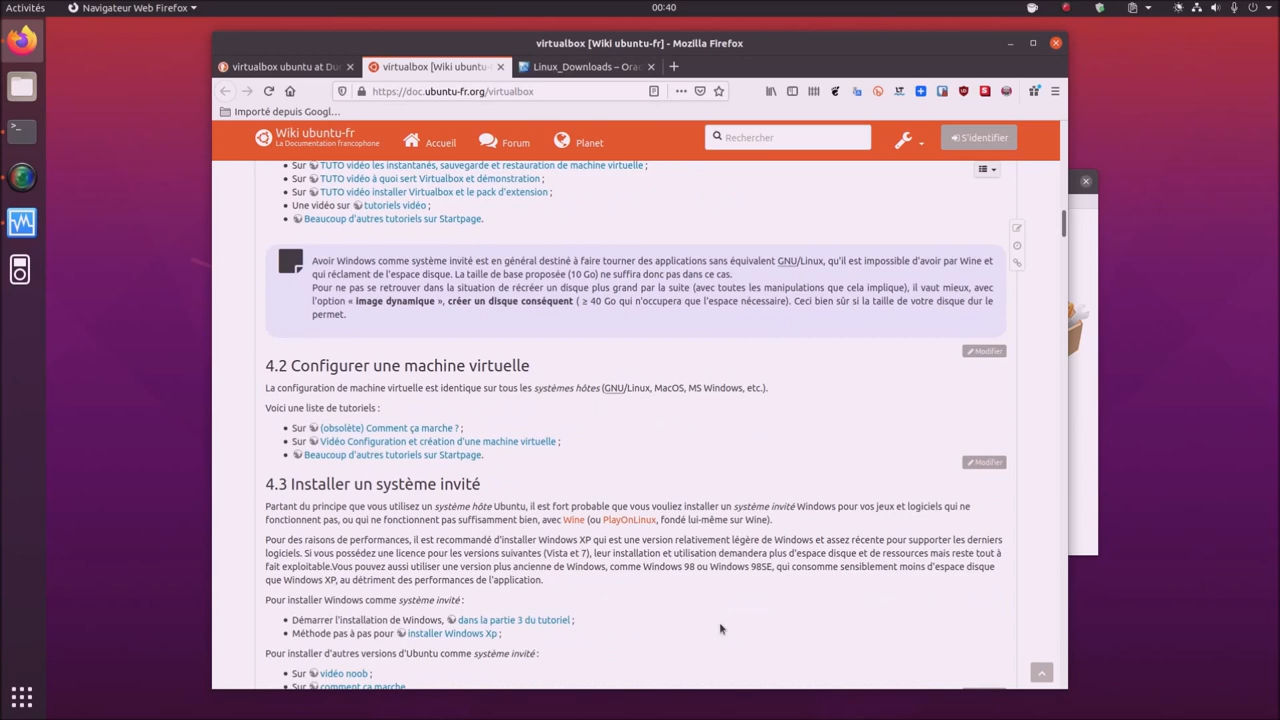 Activités
Navigateur Web Firefox
00:40
virtualbox [Wiki ubuntu-fr] - Mozilla Firefox
virtualbox ubuntu at Duc
virtualbox [Wiki ubuntu-
Linux_Downloads – Orac
https://doc.ubuntu-fr.org/virtualbox
Importé depuis Googl…
Wiki ubuntu-fr
La Documentation francophone
Accueil
Forum
Planet
Rechercher
S'identifier
Sur TUTO vidéo les instantanés, sauvegarde et restauration de machine virtuelle ;
Sur TUTO vidéo à quoi sert Virtualbox et démonstration ;
Sur TUTO vidéo installer Virtualbox et le pack d'extension ;
Une vidéo sur tutoriels vidéo ;
Beaucoup d'autres tutoriels sur Startpage.
Avoir Windows comme système invité est en général destiné à faire tourner des applications sans équivalent GNU/Linux, qu'il est impossible d'avoir par Wine et
qui réclament de l'espace disque. La taille de base proposée (10 Go) ne suffira donc pas dans ce cas.
Pour ne pas se retrouver dans la situation de récréer un disque plus grand par la suite (avec toutes les manipulations que cela implique), il vaut mieux, avec
l'option « image dynamique », créer un disque conséquent ( ≥ 40 Go qui n'occupera que l'espace nécessaire). Ceci bien sûr si la taille de votre disque dur le
permet.
Modifier
4.2 Configurer une machine virtuelle
La configuration de machine virtuelle est identique sur tous les systèmes hôtes (GNU/Linux, MacOS, MS Windows, etc.).
Voici une liste de tutoriels :
Sur (obsolète) Comment ça marche ? ;
Sur Vidéo Configuration et création d'une machine virtuelle ;
Beaucoup d'autres tutoriels sur Startpage.
Modifier
4.3 Installer un système invité
Partant du principe que vous utilisez un système hôte Ubuntu, il est fort probable que vous vouliez installer un système invité Windows pour vos jeux et logiciels qui ne
fonctionnent pas, ou qui ne fonctionnent pas suffisamment bien, avec Wine (ou PlayOnLinux, fondé lui-même sur Wine).
Pour des raisons de performances, il est recommandé d'installer Windows XP qui est une version relativement légère de Windows et assez récente pour supporter les derniers
logiciels. Si vous possédez une licence pour les versions suivantes (Vista et 7), leur installation et utilisation demandera plus d'espace disque et de ressources mais reste tout à
fait exploitable.Vous pouvez aussi utiliser une version plus ancienne de Windows, comme Windows 98 ou Windows 98SE, qui consomme sensiblement moins d'espace disque
que Windows XP, au détriment des performances de l'application.
Pour installer Windows comme système invité :
Démarrer l'installation de Windows, dans la partie 3 du tutoriel ;
Méthode pas à pas pour installer Windows Xp ;
Pour installer d'autres versions d'Ubuntu comme système invité :
Sur vidéo noob ;
Sur comment ça marche